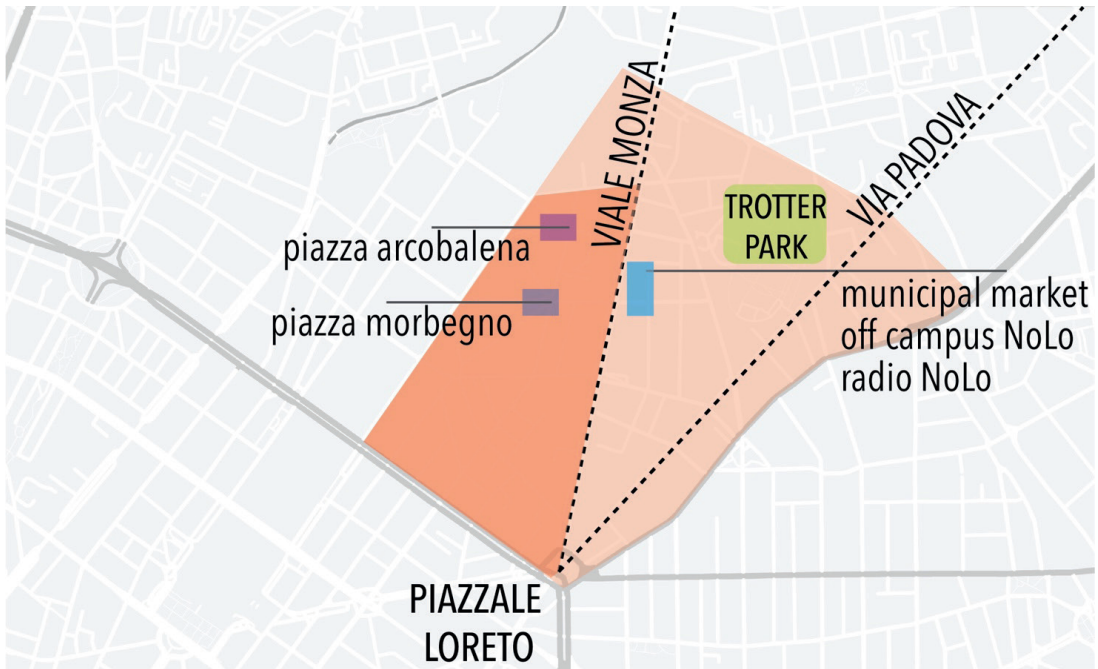 VIALE MONZA
VIA PADOVA
TROTTER
PARK
piazza arcobalena
piazza morbegno
municipal market
off campus NoLo
radio NoLo
PIAZZALE
LORETO